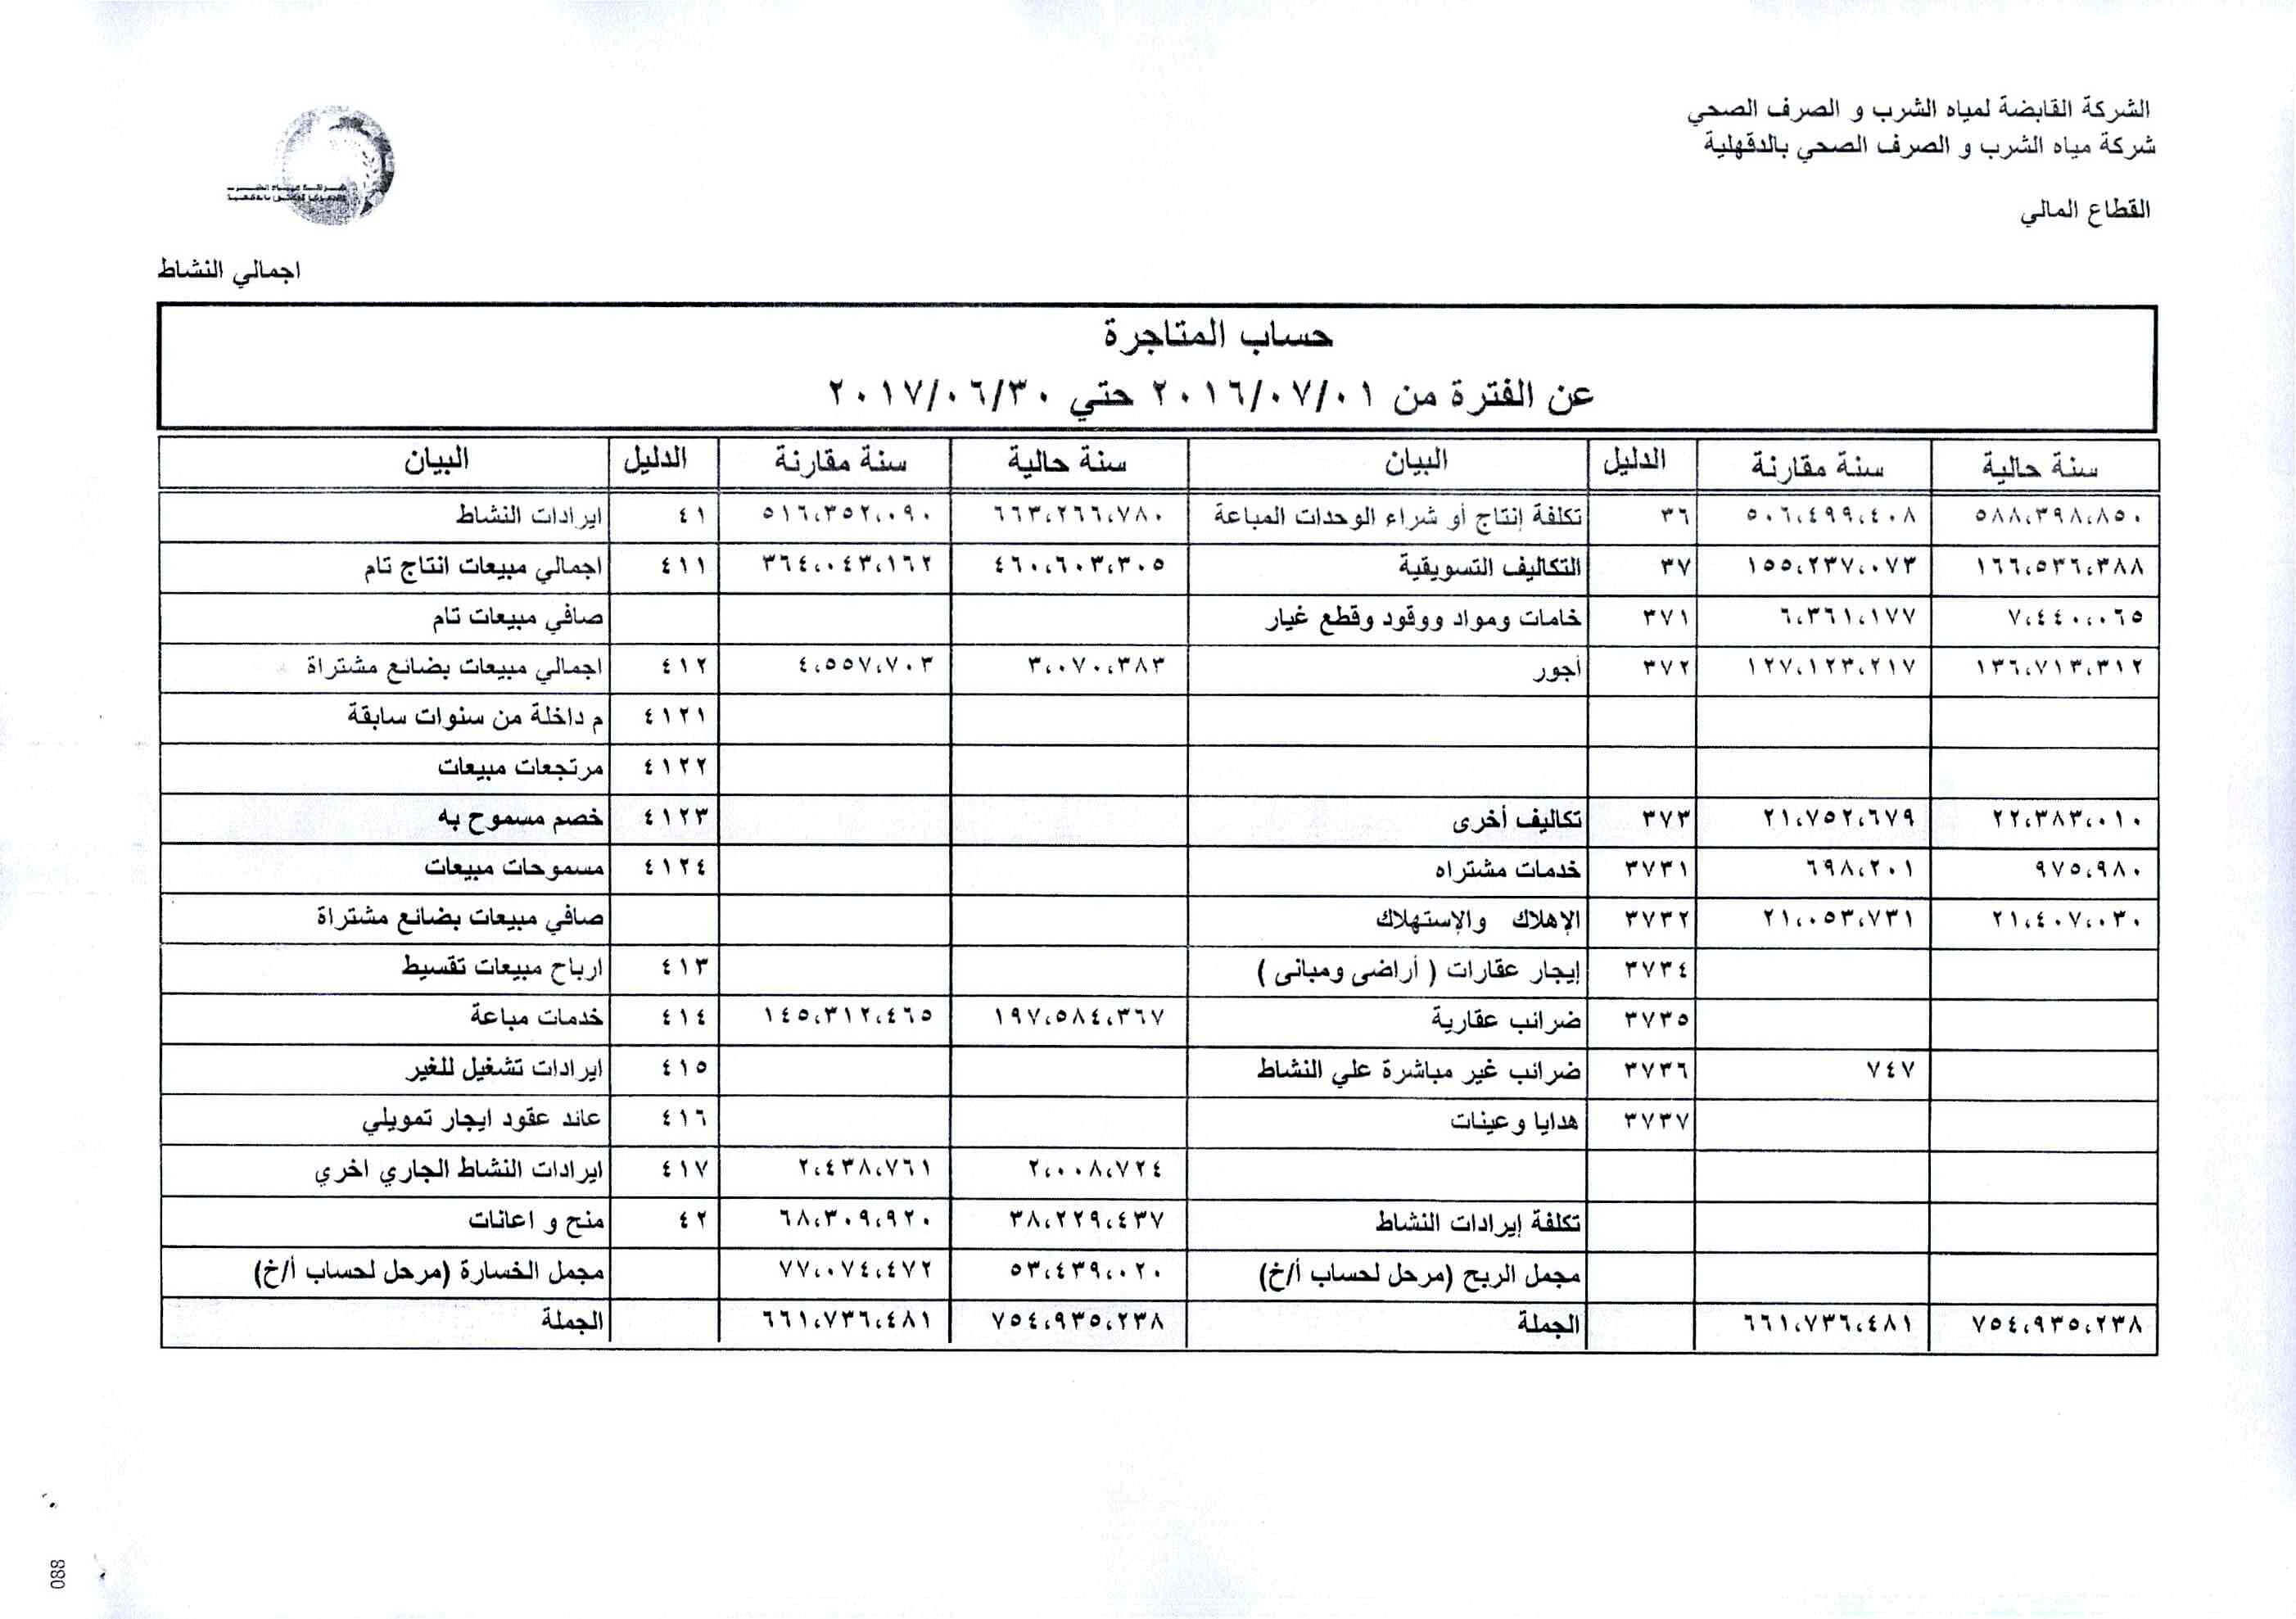 الشركة القابضة لمياه الشرب و الصرف الصحي
شركة مياه الشرب و الصرف الصحي بالدقهلية
القطاع المالي
اجمالي النشاط
حساب المتاجرة
عن الفترة من ٢٠١٦/٠٧/٠١ حتي ٢٠١٧/٠٦/٣٠
سنة حالية سنة مقارنة الدليل البيان سنة حالية سنة مقارنة الدليل البيان
٥٨٨،٣٩٨،٨٥٠ ٥٠٦،٤٩٩،٤٠٨ ٣٦ تكلفة إنتاج أو شراء الوحدات المباعة ٦٦٣،٢٦٦،٧٨٠ ٥١٦،٣٥٢،٠٩٠ ٤١ ايرادات النشاط
١٦٦،٥٣٦،٣٨٨ ١٥٥،٢٣٧،٠٧٣ ٣٧ التكاليف التسويقية ٤٦٠،٦٠٣،٣٠٥ ٣٦٤،٠٤٣،١٦٢ ٤١١ اجمالي مبيعات انتاج تام
٧،٤٤٠،٠٦٥ ٦،٣٦١،١٧٧ ٣٧١ خامات ومواد ووقود وقطع غيار صافي مبيعات تام
١٣٦،٧١٣،٣١٢ ١٢٧،١٢٣،٢١٧ ٣٧٢ أجور ٣،٠٧٠،٣٨٣ ٤،٥٥٧،٧٠٣ ٤١٢ اجمالي مبيعات بضائع مشتراة
٤١٢١ م داخلة من سنوات سابقة
٤١٢٢ مرتجعات مبيعات
٢٢،٣٨٣،٠١٠ ٢١،٧٥٢،٦٧٩ ٣٧٣ تكاليف أخرى ٤١٢٣ خصم مسموح به
٩٧٥،٩٨٠ ٦٩٨،٢٠١ ٣٧٣١ خدمات مشتراه ٤١٢٤ مسموحات مبيعات
٢١،٤٠٧،٠٣٠ ٢١،٠٥٣،٧٣١ ٣٧٣٢ الإهلاك والإستهلاك صافي مبيعات بضائع مشتراة
٣٧٣٤ إيجار عقارات ( أراضى ومبانى ) ٤١٣ ارباح مبيعات تقسيط
٣٧٣٥ ضرائب عقارية ١٩٧،٥٨٤،٣٦٧ ١٤٥،٣١٢،٤٦٥ ٤١٤ خدمات مباعة
٧٤٧ ٣٧٣٦ ضرائب غير مباشرة علي النشاط ٤١٥ ايرادات تشغيل للغير
٣٧٣٧ هدايا وعينات ٤١٦ عائد عقود ايجار تمويلي
٢،٠٠٨،٧٢٤ ٢،٤٣٨،٧٦١ ٤١٧ ايرادات النشاط الجاري اخري
تكلفة إيرادات النشاط ٣٨،٢٢٩،٤٣٧ ٦٨،٣٠٩،٩٢٠ ٤٢ منح و اعانات
مجمل الربح (مرحل لحساب أ/خ) ٥٣،٤٣٩،٠٢٠ ٧٧،٠٧٤،٤٧٢ مجمل الخسارة (مرحل لحساب أ/خ)
٧٥٤،٩٣٥،٢٣٨ ٦٦١،٧٣٦،٤٨١ الجملة ٧٥٤،٩٣٥،٢٣٨ ٦٦١،٧٣٦،٤٨١ الجملة
088